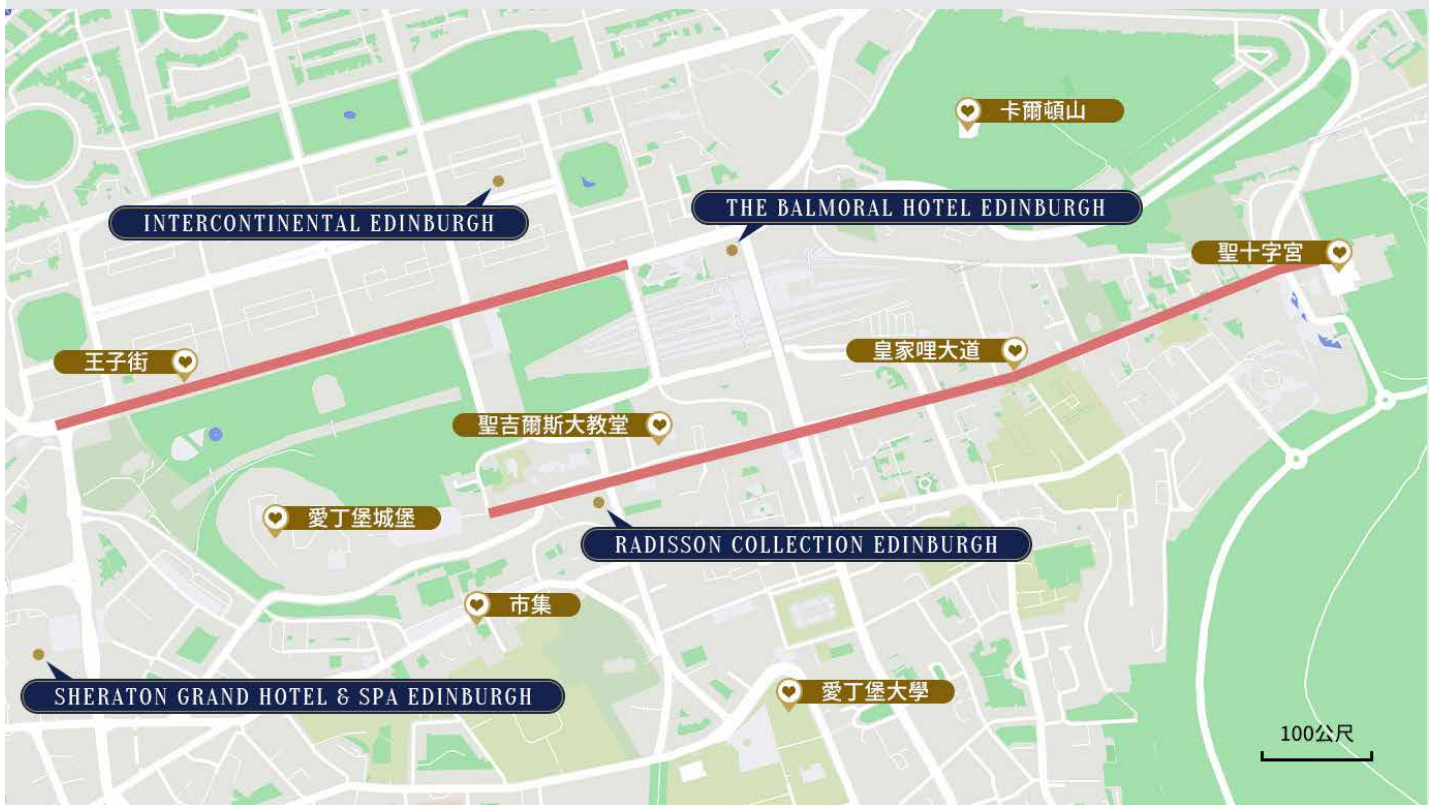 卡爾頓山
THE BALMORAL HOTEL EDINBURGH
INTERCONTINENTAL EDINBURGH
聖十字宮
皇家哩大道
王子街
聖吉爾斯大教堂
愛丁堡城堡
RADISSON COLLECTION EDINBURGH
市集
SHERATON GRAND HOTEL & SPA EDINBURGH
愛丁堡大學
100公尺